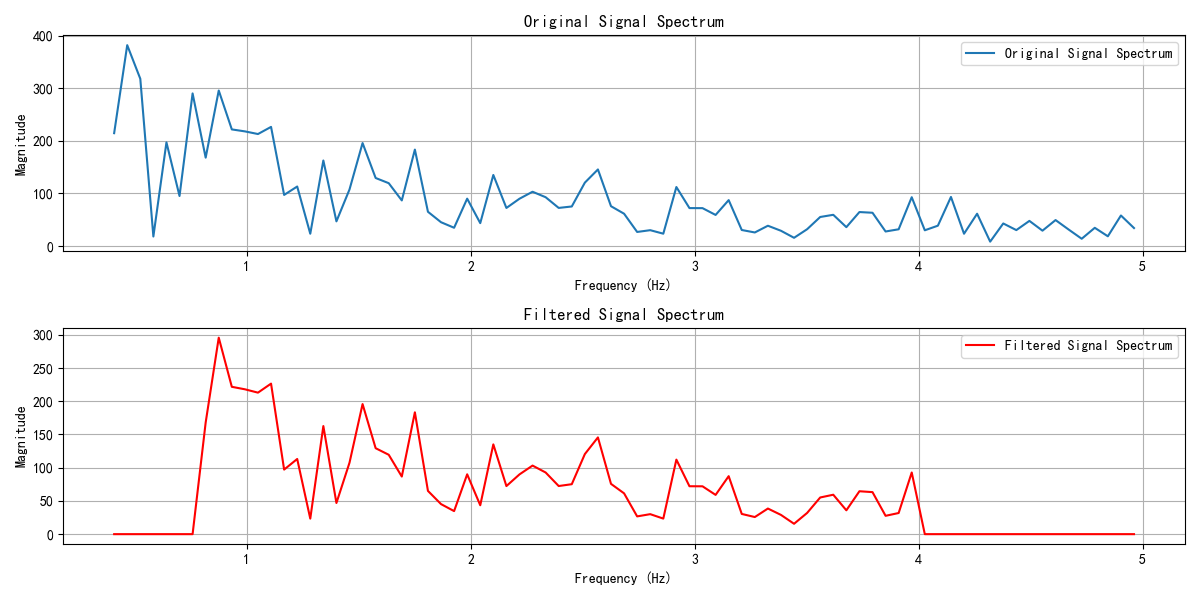 Original Signal Spectrum
400
300
200
100
0
Magnitude
Original Signal Spectrum
1 2 3 4 5
Frequency (Hz)
Filtered Signal Spectrum
300
250
200
150
100
50
0
Magnitude
Filtered Signal Spectrum
1 2 3 4 5
Frequency (Hz)